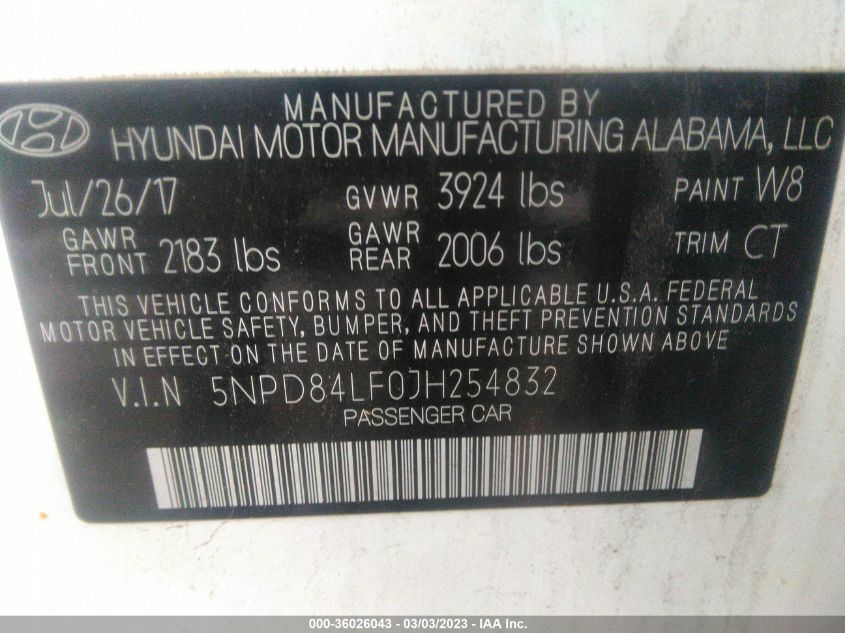 MANUFACTURED BY
HYUNDAI MOTOR MANUFACTURING ALABAMA, LLC
Jul/26/17 GVWR 3924 lbs PAINT W8
GAWR FRONT 2183 lbs GAWR REAR 2006 lbs TRIM CT
THIS VEHICLE CONFORMS TO ALL APPLICABLE U.S.A. FEDERAL
MOTOR VEHICLE SAFETY, BUMPER, AND THEFT PREVENTION STANDARDS
IN EFFECT ON THE DATE OF MANUFACTURE SHOWN ABOVE
V.I.N 5NPD84LF0JH254832
PASSENGER CAR
000-36026043 - 03/03/2023 - IAA Inc.